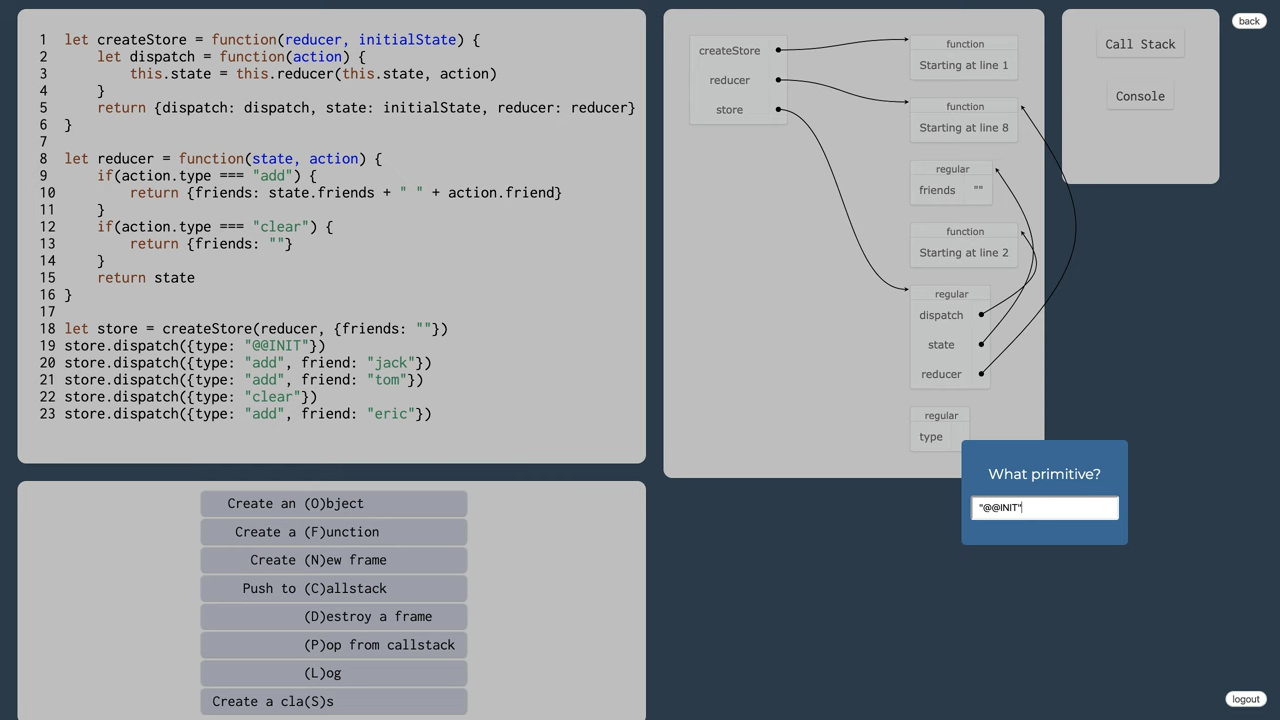 1 let createStore = function(reducer, initialState) {
2 let dispatch = function(action) {
3 this.state = this.reducer(this.state, action)
4 }
5 return {dispatch: dispatch, state: initialState, reducer: reducer}
6 }
7
8 let reducer = function(state, action) {
9 if(action.type === "add") {
10 return {friends: state.friends + " " + action.friend}
11 }
12 if(action.type === "clear") {
13 return {friends: ""}
14 }
15 return state
16 }
17
18 let store = createStore(reducer, {friends: ""})
19 store.dispatch({type: "@@INIT"})
20 store.dispatch({type: "add", friend: "jack"})
21 store.dispatch({type: "add", friend: "tom"})
22 store.dispatch({type: "clear"})
23 store.dispatch({type: "add", friend: "eric"})
Create an (O)bject
Create a (F)unction
Create (N)ew frame
Push to (C)allstack
(D)estroy a frame
(P)op from callstack
(L)og
Create a cla(S)s
createStore
reducer
store
function
Starting at line 1
function
Starting at line 8
regular
friends ""
function
Starting at line 2
regular
dispatch
state
reducer
regular
type
What primitive?
"@@INIT"
Call Stack
Console
back
logout